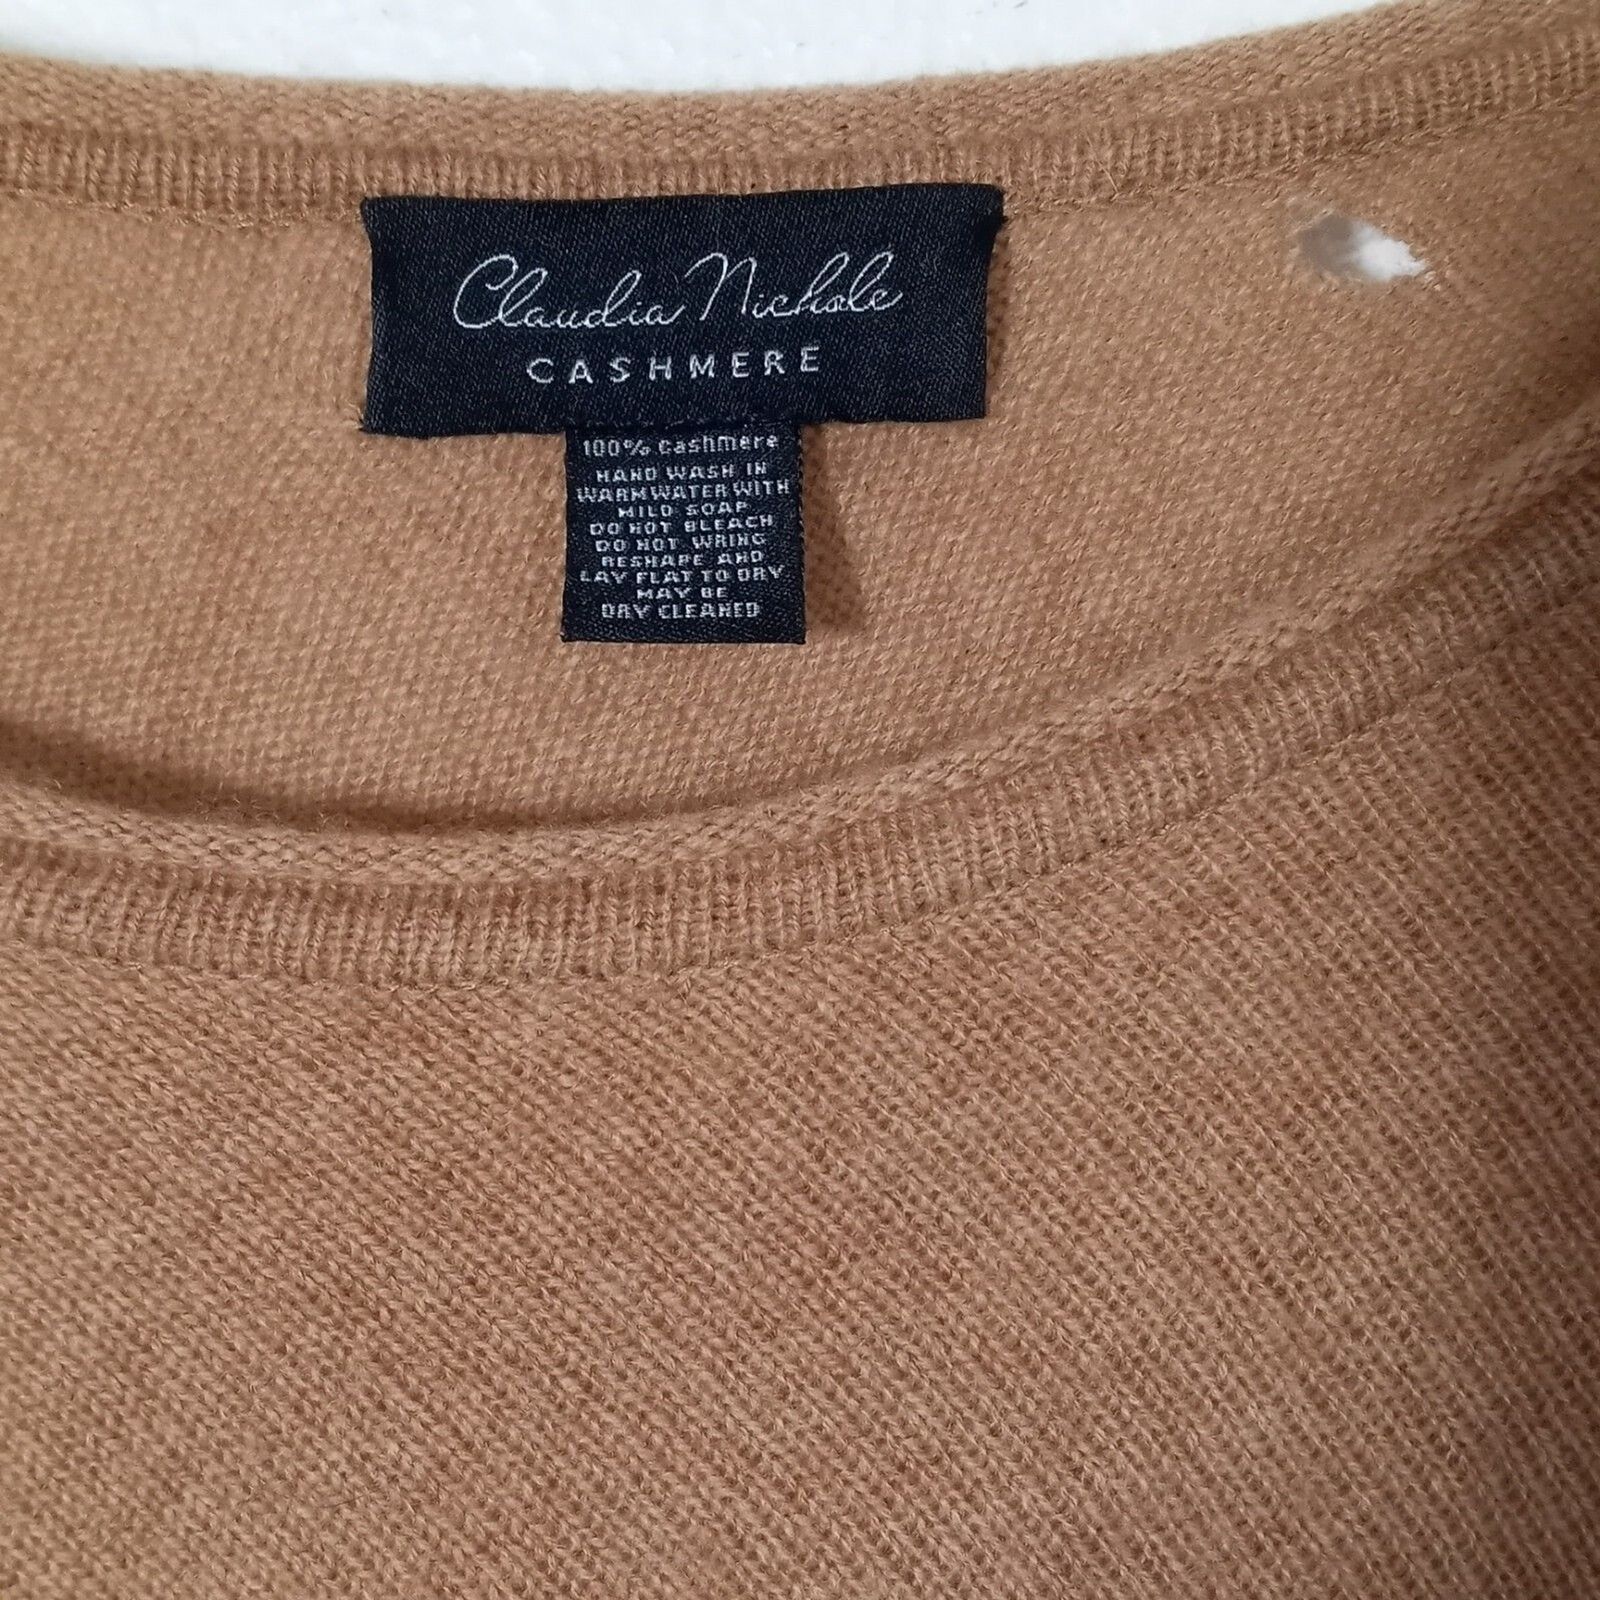 Claudia Nichole
CASHMERE
100% cashmere
HAND WASH IN
WARM WATER WITH
MILD SOAP
DO NOT BLEACH
DO NOT WRING
RESHAPE AND
LAY FLAT TO DRY
MAY BE
DRY CLEANED